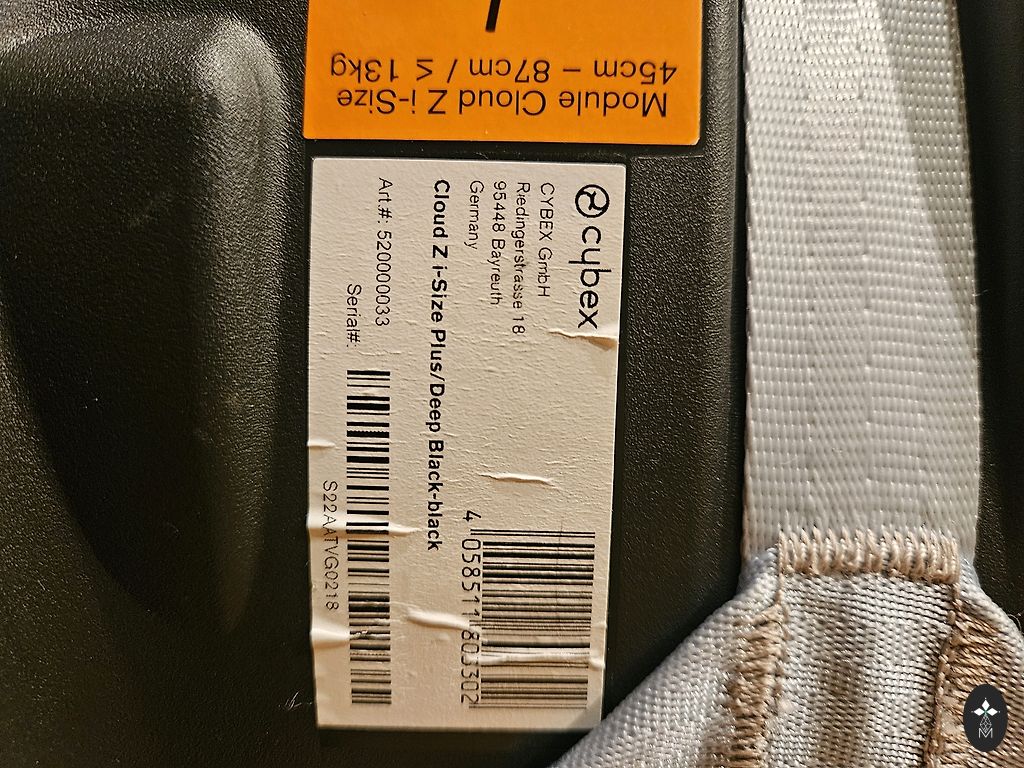 Module Cloud Z i-Size
45cm – 87cm / ≤ 13kg
cybex
CYBEX GmbH
Riedingerstrasse 18
95448 Bayreuth
Germany
Cloud Z i-Size Plus/Deep Black-black
Art.#: 520000033
Serial#:
S22AATVG0218
4 058511 803302
M